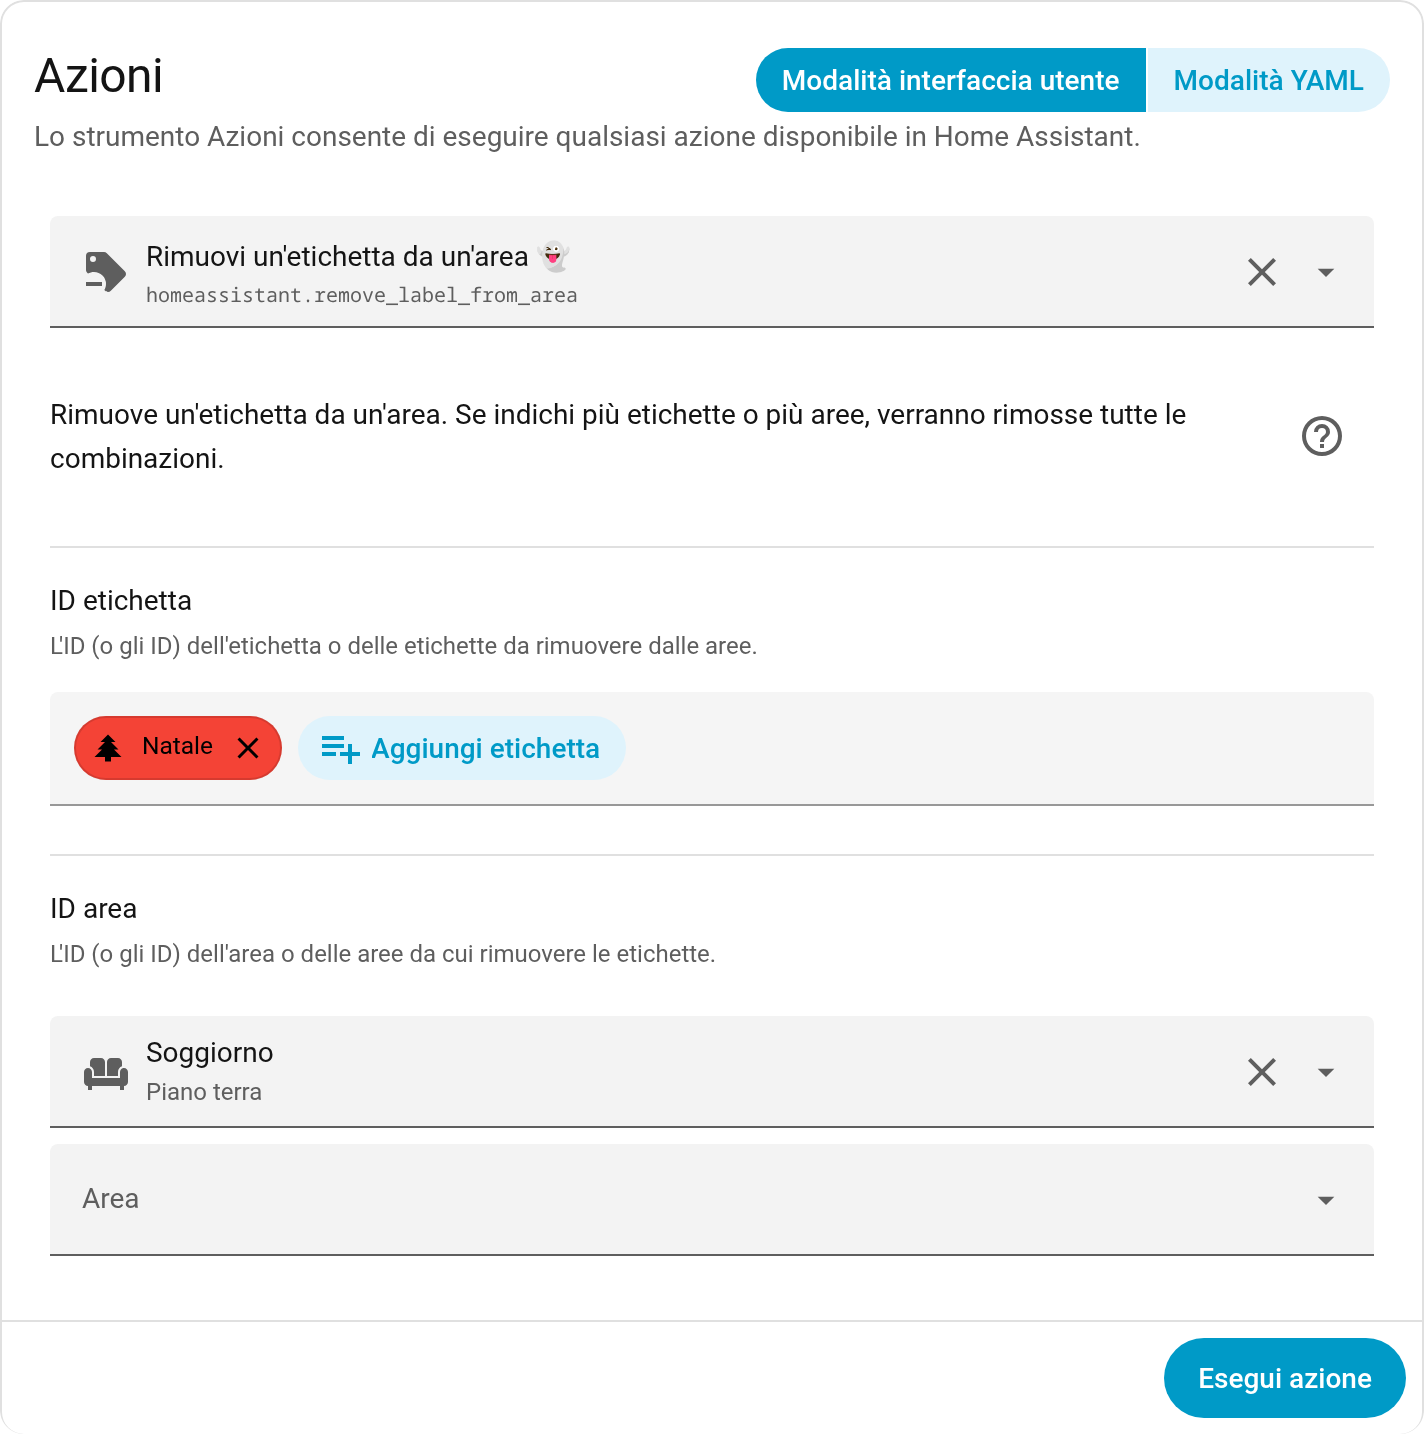 Azioni
Modalità interfaccia utente
Modalità YAML
Lo strumento Azioni consente di eseguire qualsiasi azione disponibile in Home Assistant.
Rimuovi un'etichetta da un'area 👻
homeassistant.remove_label_from_area
Rimuove un'etichetta da un'area. Se indichi più etichette o più aree, verranno rimosse tutte le
combinazioni.
ID etichetta
L'ID (o gli ID) dell'etichetta o delle etichette da rimuovere dalle aree.
Natale
Aggiungi etichetta
ID area
L'ID (o gli ID) dell'area o delle aree da cui rimuovere le etichette.
Soggiorno
Piano terra
Area
Esegui azione